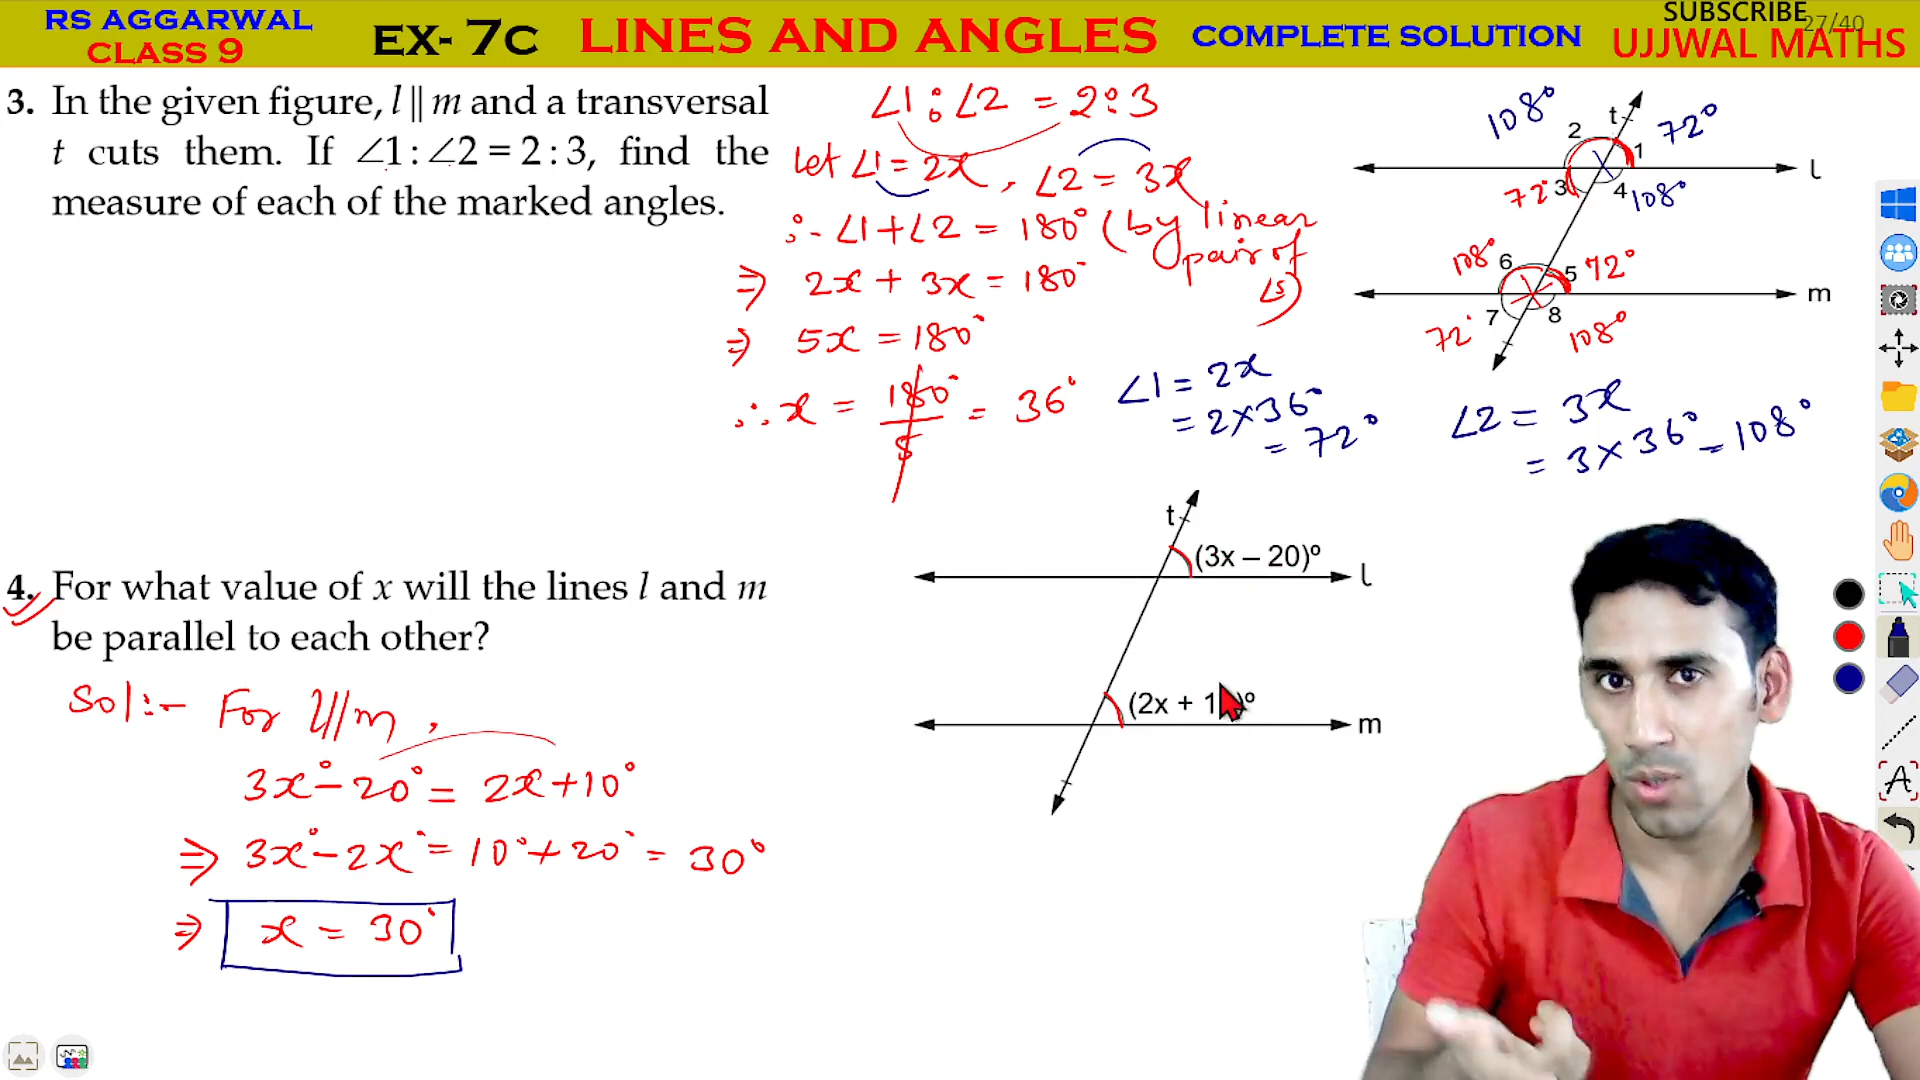 RS AGGARWAL
CLASS 9
EX- 7C
LINES AND ANGLES
COMPLETE SOLUTION
SUBSCRIBE
27/40
UJJWAL MATHS
3. In the given figure, l ∥ m and a transversal
t cuts them. If ∠1 : ∠2 = 2 : 3, find the
measure of each of the marked angles.
∠1 : ∠2 = 2 : 3
Let ∠1 = 2x, ∠2 = 3x
∵ ∠1 + ∠2 = 180° (by linear
pair of
∠s)
⇒ 2x + 3x = 180°
⇒ 5x = 180°
∴ x = 180°/5 = 36°
∠1 = 2x
= 2 × 36°
= 72°
∠2 = 3x
= 3 × 36° = 108°
t
108° 2 1 72°
l
72° 3 4 108°
108° 6 5 72°
m
72° 7 8 108°
4. For what value of x will the lines l and m
be parallel to each other?
Sol:- For l∥m,
3x° - 20° = 2x + 10°
⇒ 3x° - 2x° = 10° + 20° = 30°
⇒ x = 30°
t
(3x – 20)º
l
(2x + 1 )º
m
A